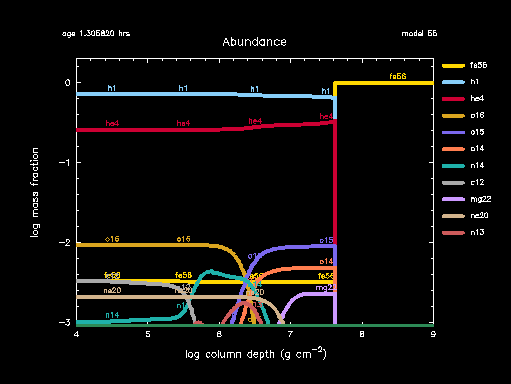 age 1.305820 hrs
model 55
Abundance
fe56
h1 h1 h1 h1
he4 he4 he4 he4
o16 o16
o15
o14
fe56 fe56 fe56
ne20
mg22
n14
0
−1
−2
−3
4 5 6 7 8 9
log mass fraction
log column depth (g cm−2)
fe56
h1
he4
o16
o15
o14
n14
c12
mg22
ne20
n13